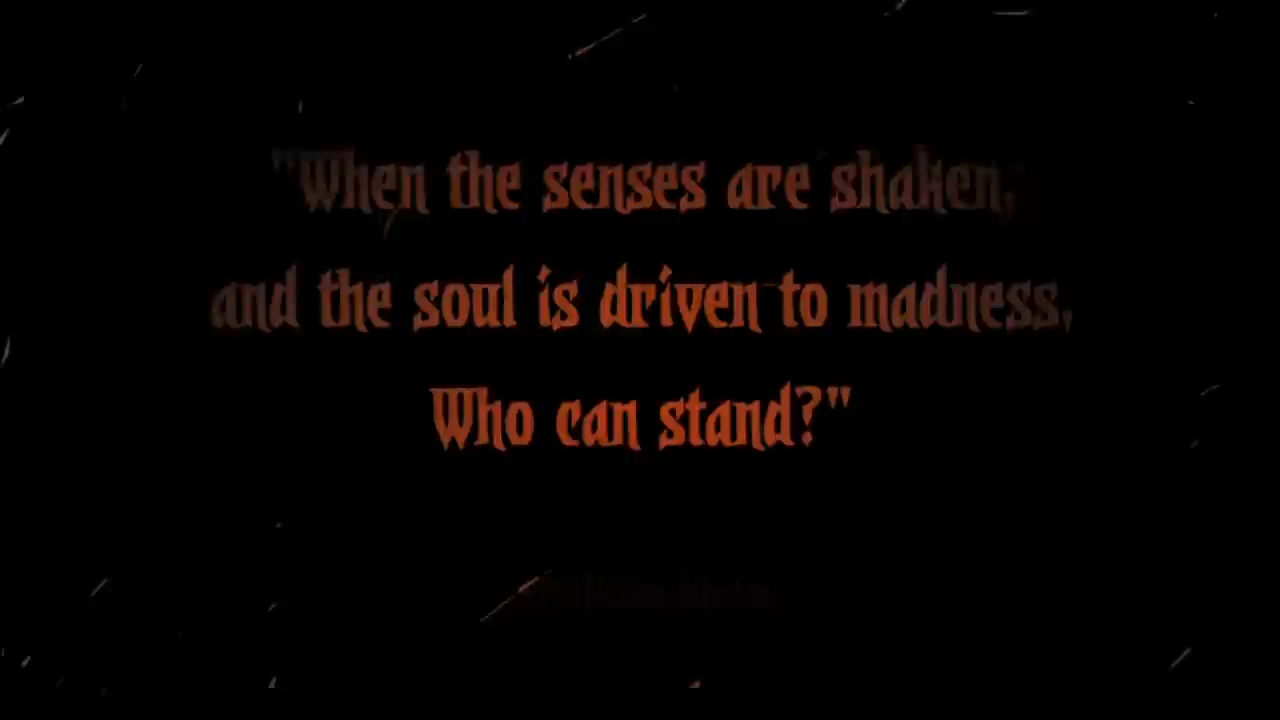 "When the senses are shaken,
and the soul is driven to madness,
Who can stand?"